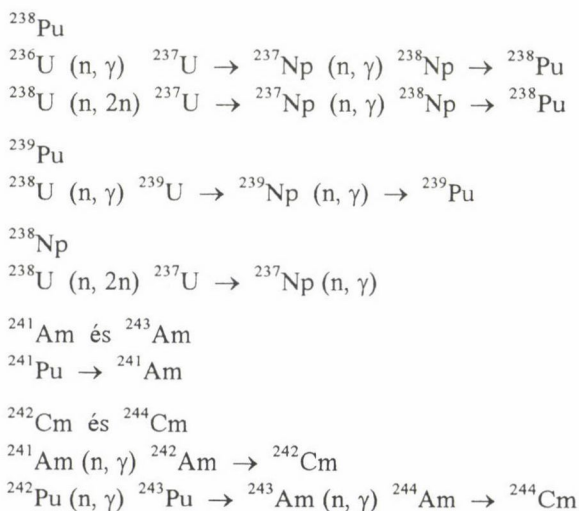 ²³⁸Pu
²³⁶U (n, γ) ²³⁷U → ²³⁷Np (n, γ) ²³⁸Np → ²³⁸Pu
²³⁸U (n, 2n) ²³⁷U → ²³⁷Np (n, γ) ²³⁸Np → ²³⁸Pu
²³⁹Pu
²³⁸U (n, γ) ²³⁹U → ²³⁹Np (n, γ) → ²³⁹Pu
²³⁸Np
²³⁸U (n, 2n) ²³⁷U → ²³⁷Np (n, γ)
²⁴¹Am és ²⁴³Am
²⁴¹Pu → ²⁴¹Am
²⁴²Cm és ²⁴⁴Cm
²⁴¹Am (n, γ) ²⁴²Am → ²⁴²Cm
²⁴²Pu (n, γ) ²⁴³Pu → ²⁴³Am (n, γ) ²⁴⁴Am → ²⁴⁴Cm